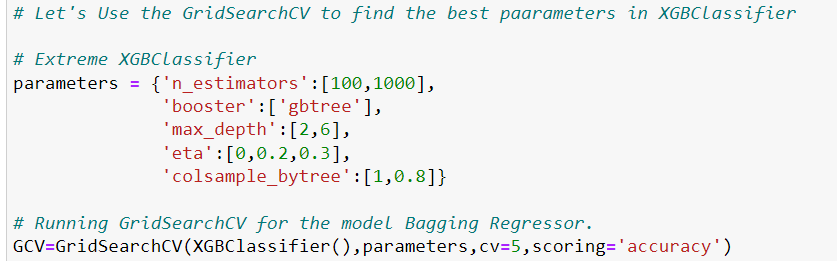 # Let's Use the GridSearchCV to find the best paarameters in XGBClassifier
# Extreme XGBClassifier
parameters = {'n_estimators':[100,1000],
'booster':['gbtree'],
'max_depth':[2,6],
'eta':[0,0.2,0.3],
'colsample_bytree':[1,0.8]}
# Running GridSearchCV for the model Bagging Regressor.
GCV=GridSearchCV(XGBClassifier(),parameters,cv=5,scoring='accuracy')